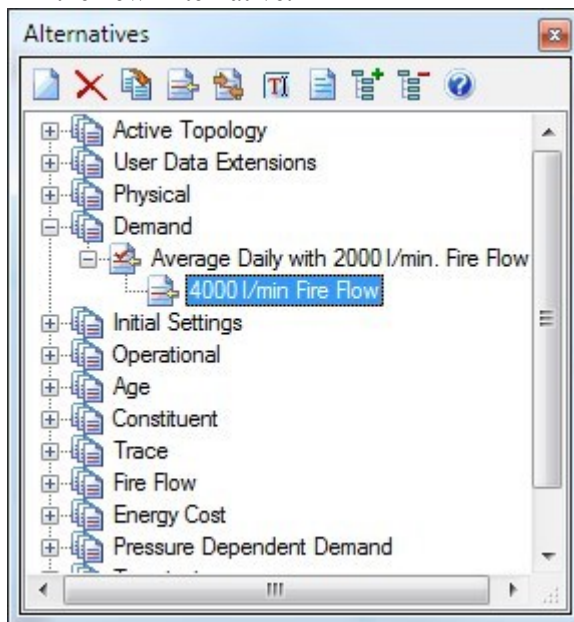 Alternatives
Active Topology
User Data Extensions
Physical
Demand
Average Daily with 2000 l/min. Fire Flow
4000 l/min Fire Flow
Initial Settings
Operational
Age
Constituent
Trace
Fire Flow
Energy Cost
Pressure Dependent Demand